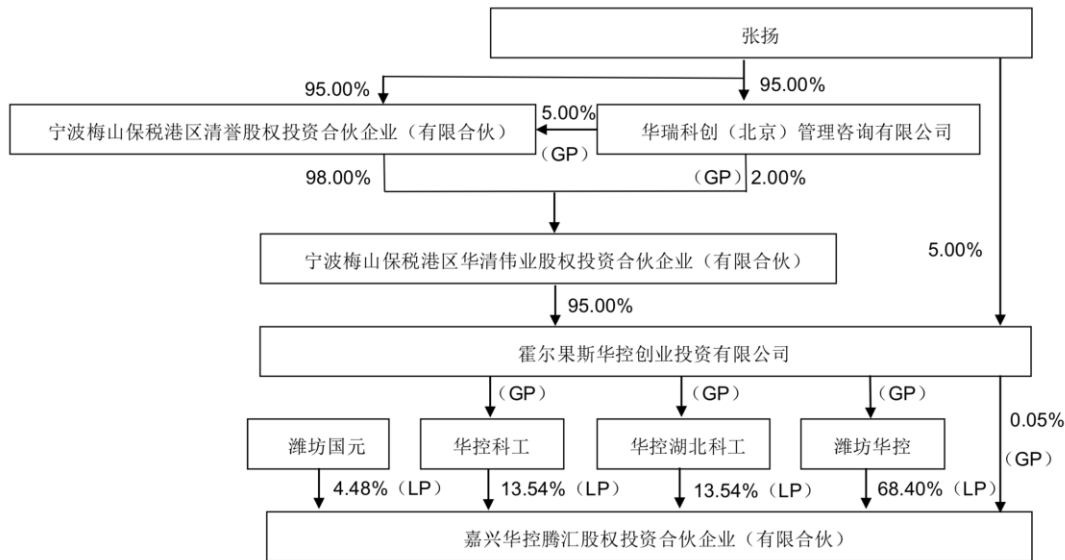 张扬
95.00%
95.00%
宁波梅山保税港区清誉股权投资合伙企业（有限合伙）
5.00%
（GP）
华瑞科创（北京）管理咨询有限公司
98.00%
（GP）2.00%
宁波梅山保税港区华清伟业股权投资合伙企业（有限合伙）
5.00%
95.00%
霍尔果斯华控创业投资有限公司
（GP）
（GP）
（GP）
0.05%
（GP）
潍坊国元
华控科工
华控湖北科工
潍坊华控
4.48%（LP）
13.54%（LP）
13.54%（LP）
68.40%（LP）
嘉兴华控腾汇股权投资合伙企业（有限合伙）